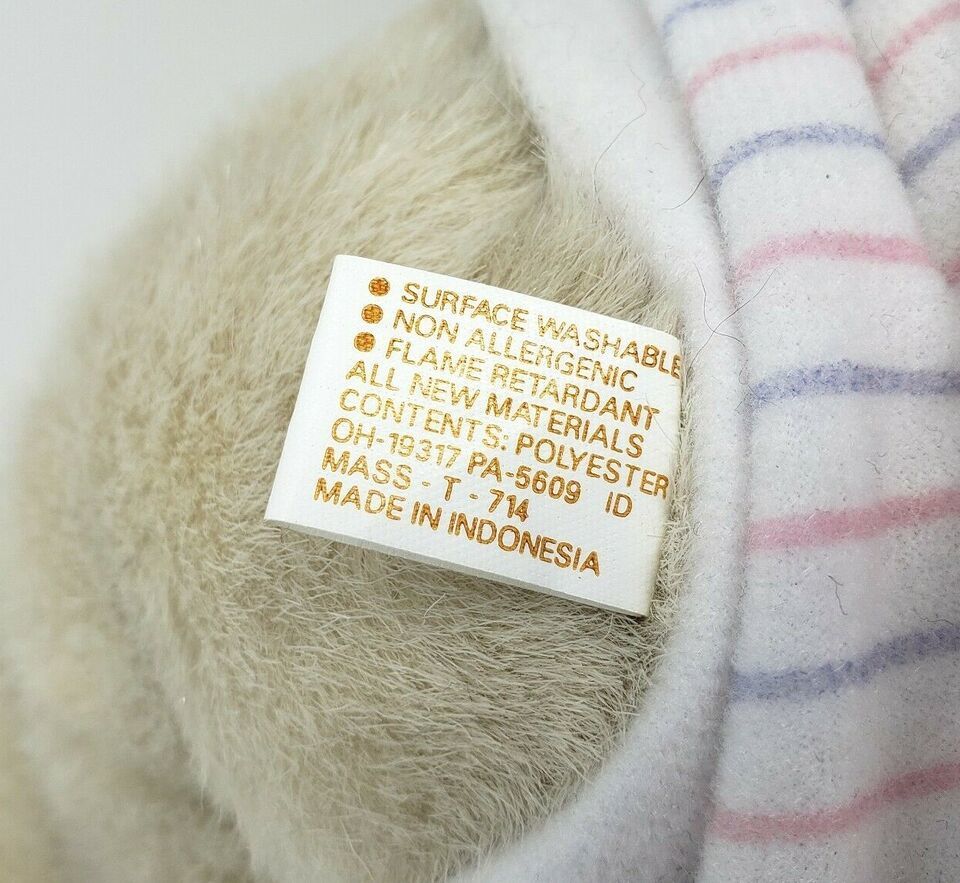 • SURFACE WASHABLE
• NON ALLERGENIC
• FLAME RETARDANT
ALL NEW MATERIALS
CONTENTS: POLYESTER
OH-19317 PA-5609 ID
MASS - T - 714
MADE IN INDONESIA